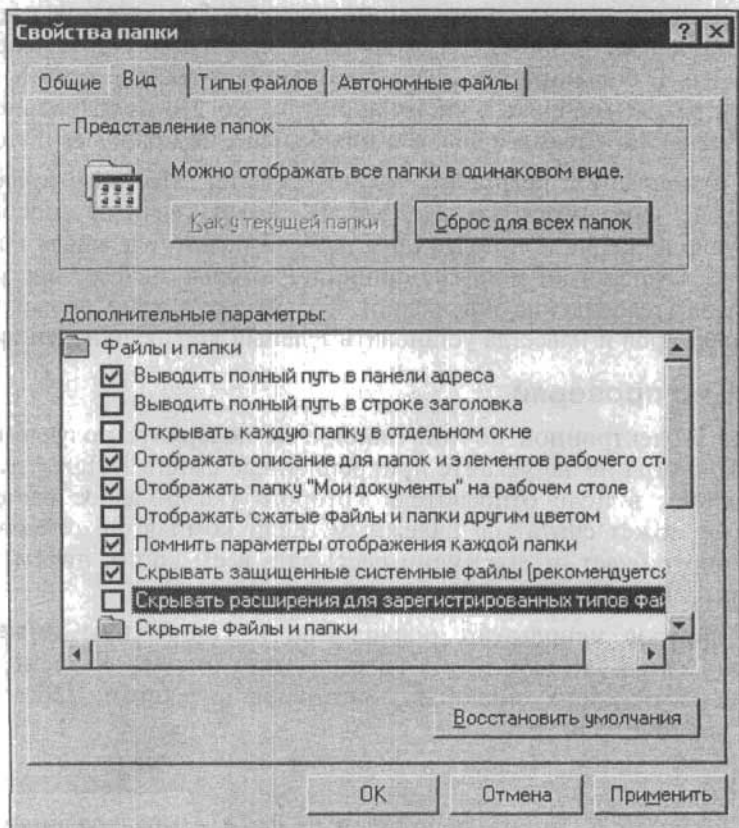 Свойства папки
Общие Вид Типы файлов Автономные файлы
Представление папок
Можно отображать все папки в одинаковом виде.
Как у текущей папки Сброс для всех папок
Дополнительные параметры:
Файлы и папки
Выводить полный путь в панели адреса
Выводить полный путь в строке заголовка
Открывать каждую папку в отдельном окне
Отображать описание для папок и элементов рабочего сто
Отображать папку "Мои документы" на рабочем столе
Отображать сжатые файлы и папки другим цветом
Помнить параметры отображения каждой папки
Скрывать защищенные системные файлы (рекомендуется
Скрывать расширения для зарегистрированных типов фай
Скрытые файлы и папки
Восстановить умолчания
ОК Отмена Применить